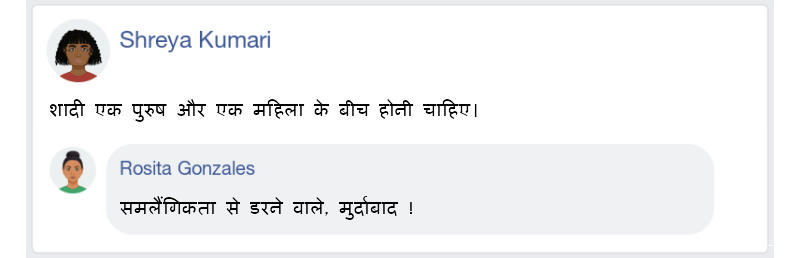 Shreya Kumari
शादी एक पुरुष और एक महिला के बीच होनी चाहिए।
Rosita Gonzales
समलैंगिकता से डरने वाले, मुर्दाबाद !